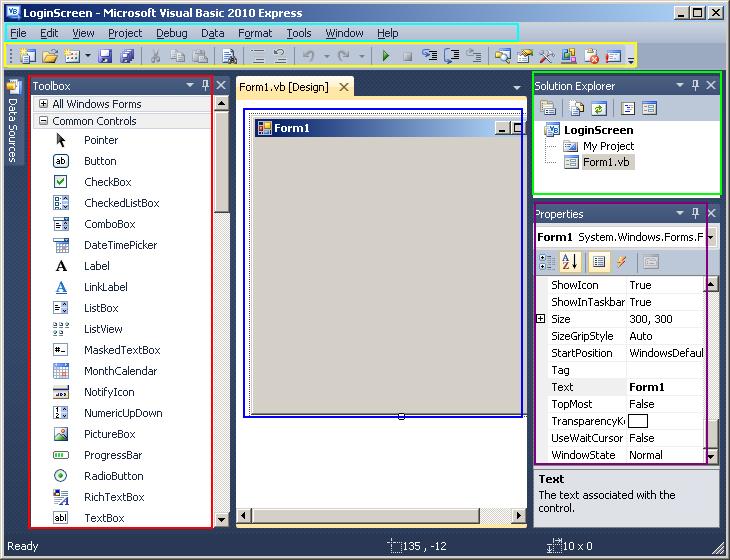 LoginScreen - Microsoft Visual Basic 2010 Express
File Edit View Project Debug Data Format Tools Window Help
Data Sources
Toolbox
All Windows Forms
Common Controls
Pointer
Button
CheckBox
CheckedListBox
ComboBox
DateTimePicker
Label
LinkLabel
ListBox
ListView
MaskedTextBox
MonthCalendar
NotifyIcon
NumericUpDown
PictureBox
ProgressBar
RadioButton
RichTextBox
TextBox
Form1.vb [Design]
Form1
Solution Explorer
LoginScreen
My Project
Form1.vb
Properties
Form1 System.Windows.Forms.F
ShowIcon True
ShowInTaskbar True
Size 300, 300
SizeGripStyle Auto
StartPosition WindowsDefaul
Tag
Text Form1
TopMost False
TransparencyKe
UseWaitCursor False
WindowState Normal
Text
The text associated with the
control.
Ready 135 , -12 10 x 0